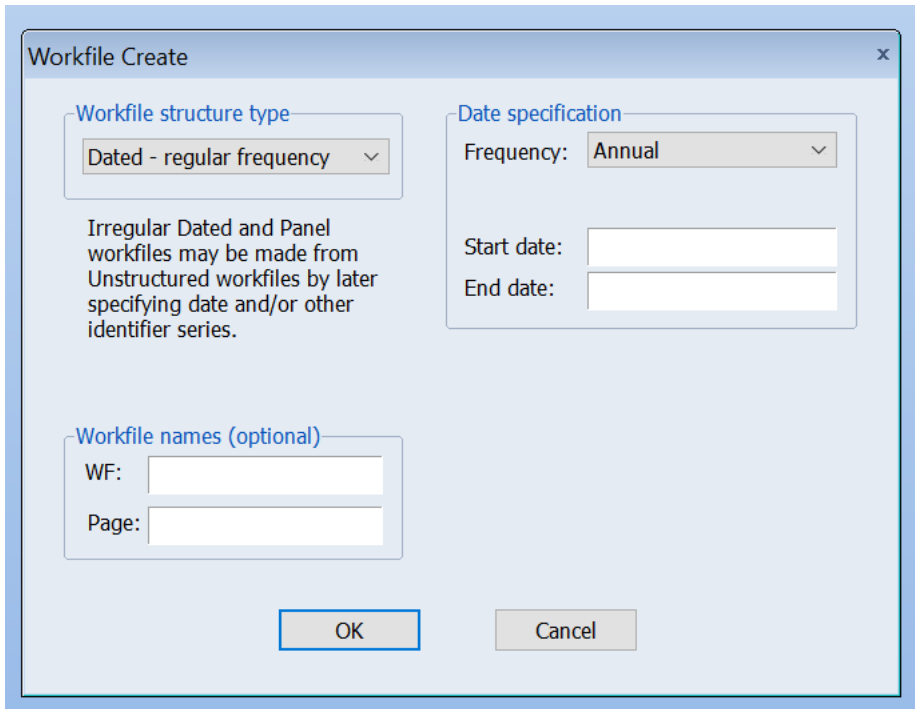 Workfile Create
x
Workfile structure type
Dated - regular frequency
Irregular Dated and Panel
workfiles may be made from
Unstructured workfiles by later
specifying date and/or other
identifier series.
Date specification
Frequency: Annual
Start date:
End date:
Workfile names (optional)
WF:
Page:
OK Cancel